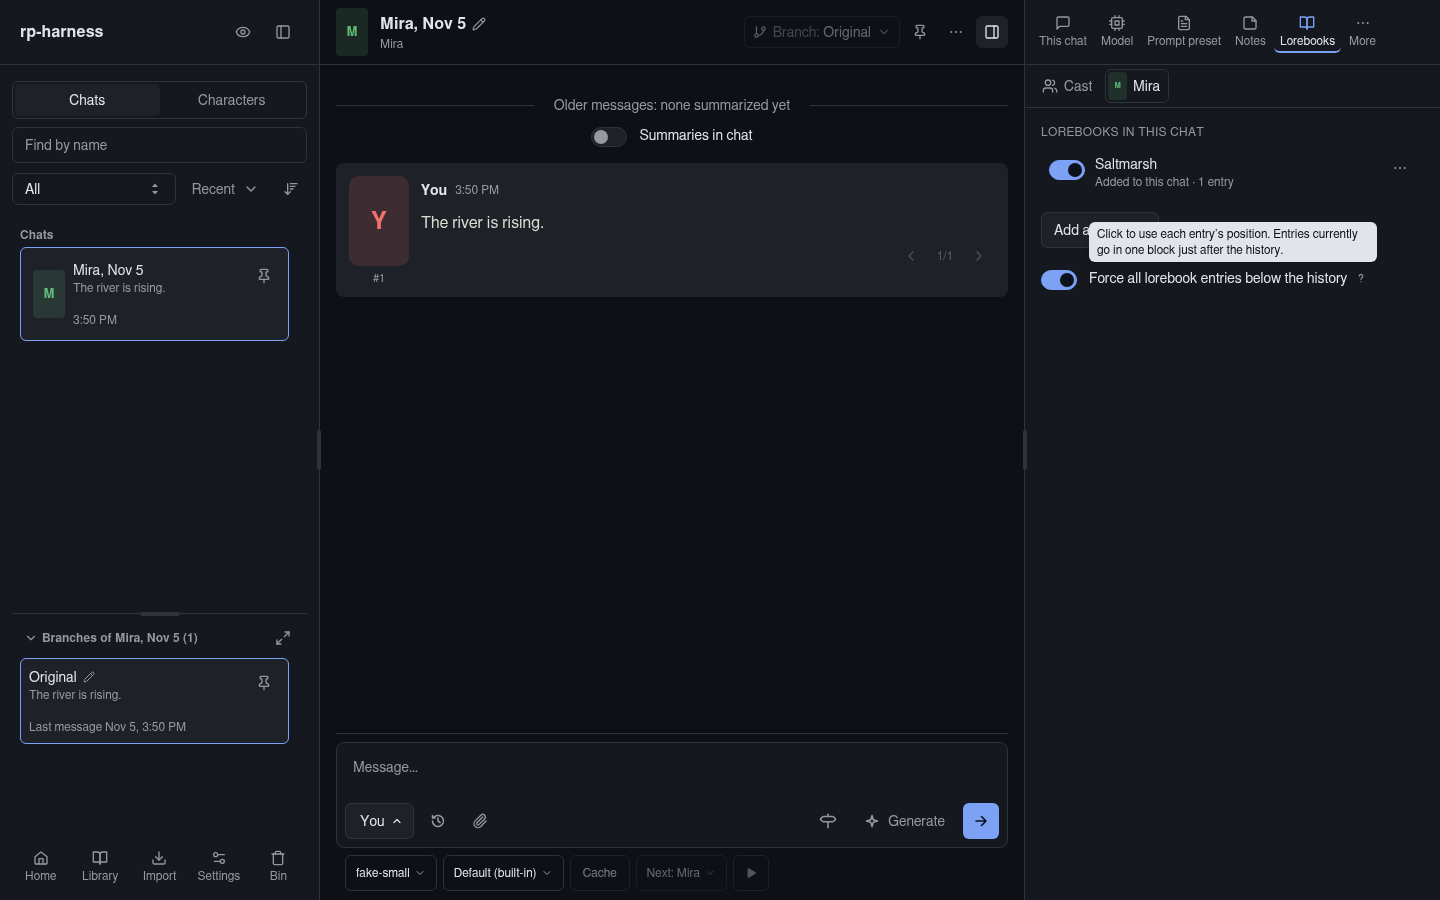 rp-harness
Chats
Characters
Find by name
All
Recent
Chats
M
Mira, Nov 5
The river is rising.
3:50 PM
Branches of Mira, Nov 5 (1)
Original
The river is rising.
Last message Nov 5, 3:50 PM
Home
Library
Import
Settings
Bin
M
Mira, Nov 5
Mira
Branch: Original
Older messages: none summarized yet
Summaries in chat
Y
You 3:50 PM
The river is rising.
1/1
#1
Message...
You
Generate
fake-small
Default (built-in)
Cache
Next: Mira
This chat
Model
Prompt preset
Notes
Lorebooks
More
Cast
M
Mira
LOREBOOKS IN THIS CHAT
Saltmarsh
Added to this chat · 1 entry
Add a
Click to use each entry's position. Entries currently
go in one block just after the history.
Force all lorebook entries below the history ?